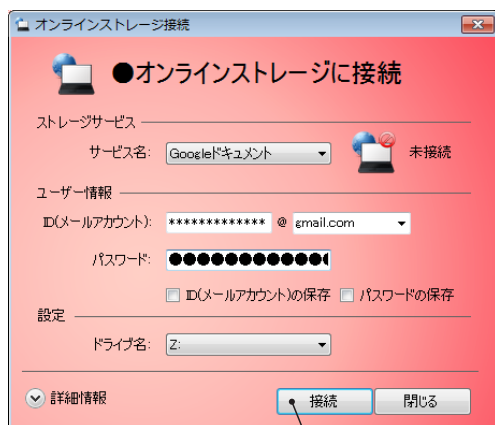 オンラインストレージ接続
●オンラインストレージに接続
ストレージサービス
サービス名: Googleドキュメント 未接続
ユーザー情報
ID(メールアカウント): ************* @ gmail.com
パスワード: ●●●●●●●●●●●●
ID(メールアカウント)の保存 パスワードの保存
設定
ドライブ名: Z:
詳細情報 接続 閉じる